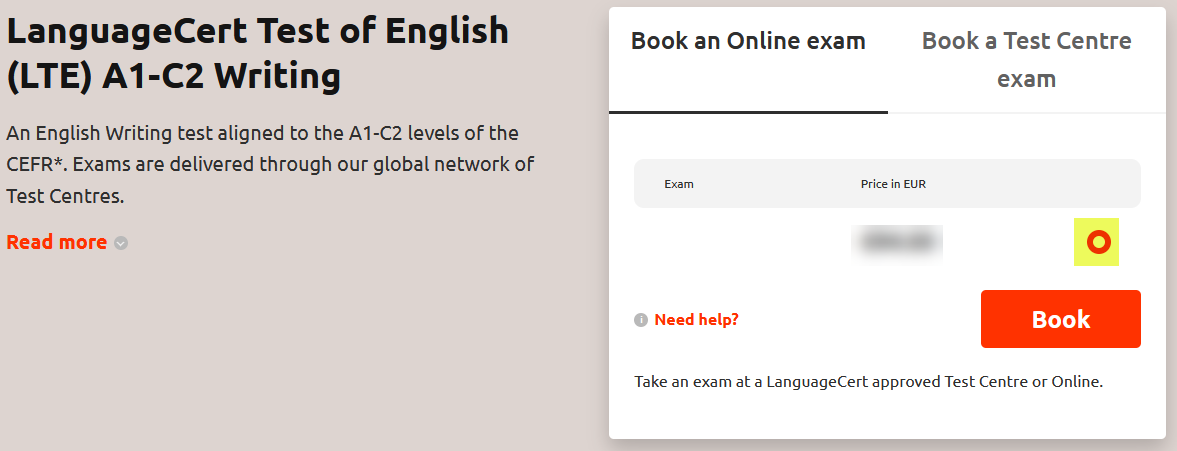 LanguageCert Test of English
(LTE) A1-C2 Writing
An English Writing test aligned to the A1-C2 levels of the
CEFR*. Exams are delivered through our global network of
Test Centres.
Read more
Book an Online exam
Book a Test Centre
exam
Exam Price in EUR
Need help?
Book
Take an exam at a LanguageCert approved Test Centre or Online.